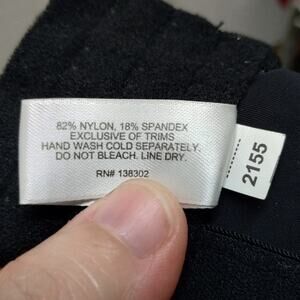 82% NYLON, 18% SPANDEX
EXCLUSIVE OF TRIMS
HAND WASH COLD SEPARATELY.
DO NOT BLEACH. LINE DRY.
RN# 138302
2155